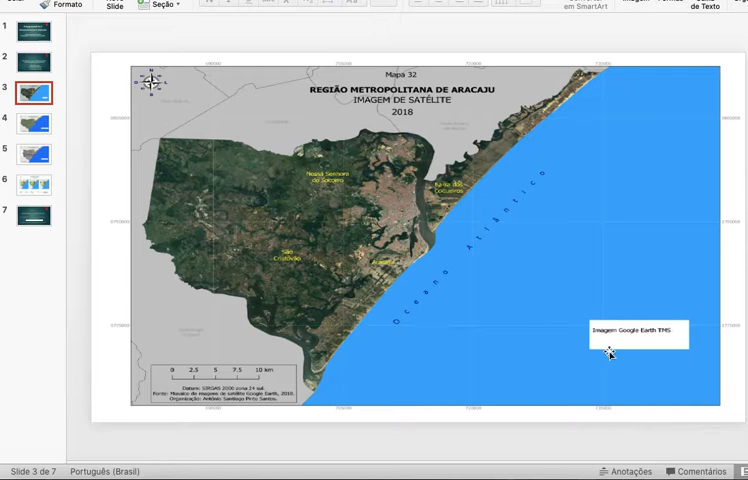 Formato
Slide
Seção
em SmartArt
de Texto
1
2
3
4
5
6
7
Mapa 32
REGIÃO METROPOLITANA DE ARACAJU
IMAGEM DE SATÉLITE
2018
Nossa Senhora
do Socorro
Barra dos
Coqueiros
São
Cristóvão
Aracaju
Oceano Atlântico
Imagem Google Earth TMS
0 2.5 5 7.5 10 km
Datum: SIRGAS 2000 zona 24 sul.
Fonte: Mosaico de imagens de satélite Google Earth, 2018.
Organização: Antônio Santiago Pinto Santos.
Slide 3 de 7
Português (Brasil)
Anotações
Comentários